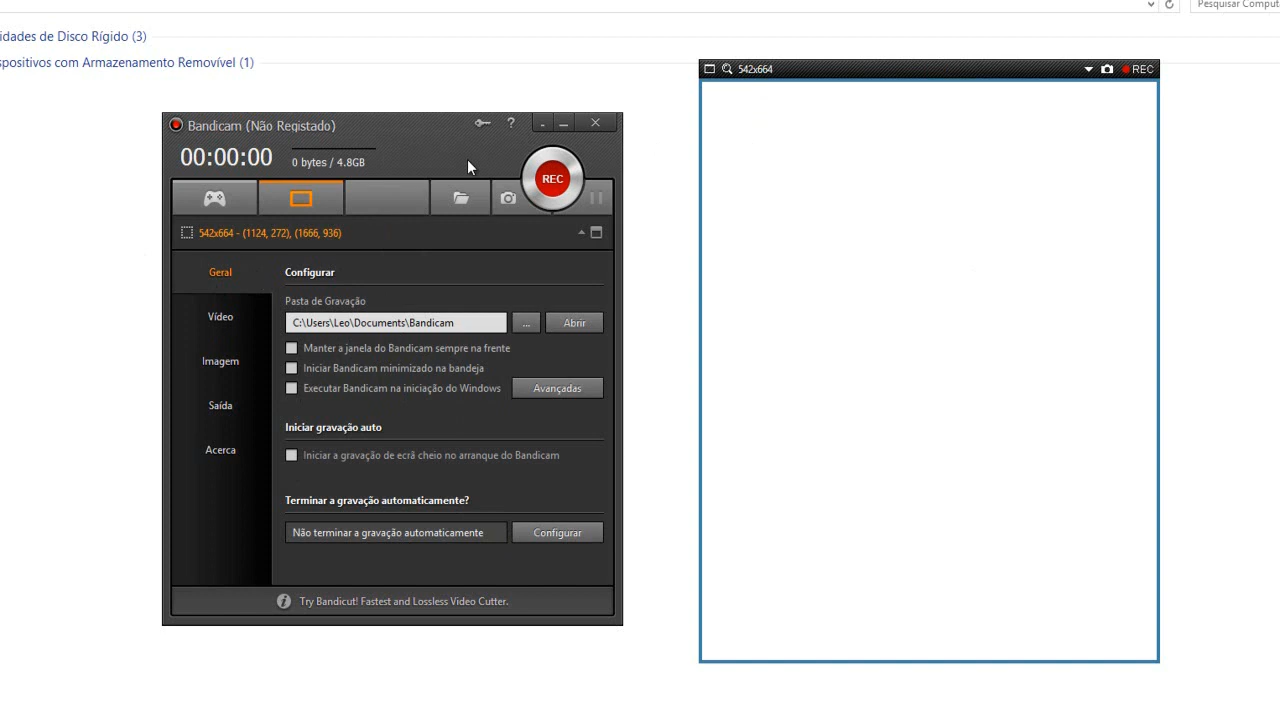 Pesquisar Comput
idades de Disco Rígido (3)
spositivos com Armazenamento Removível (1)
542x664
REC
Bandicam (Não Registado)
?
00:00:00
0 bytes / 4.8GB
REC
542x664 - (1124, 272), (1666, 936)
Geral
Vídeo
Imagem
Saída
Acerca
Configurar
Pasta de Gravação
C:\Users\Leo\Documents\Bandicam
...
Abrir
Manter a janela do Bandicam sempre na frente
Iniciar Bandicam minimizado na bandeja
Executar Bandicam na iniciação do Windows
Avançadas
Iniciar gravação auto
Iniciar a gravação de ecrã cheio no arranque do Bandicam
Terminar a gravação automaticamente?
Não terminar a gravação automaticamente
Configurar
Try Bandicut! Fastest and Lossless Video Cutter.